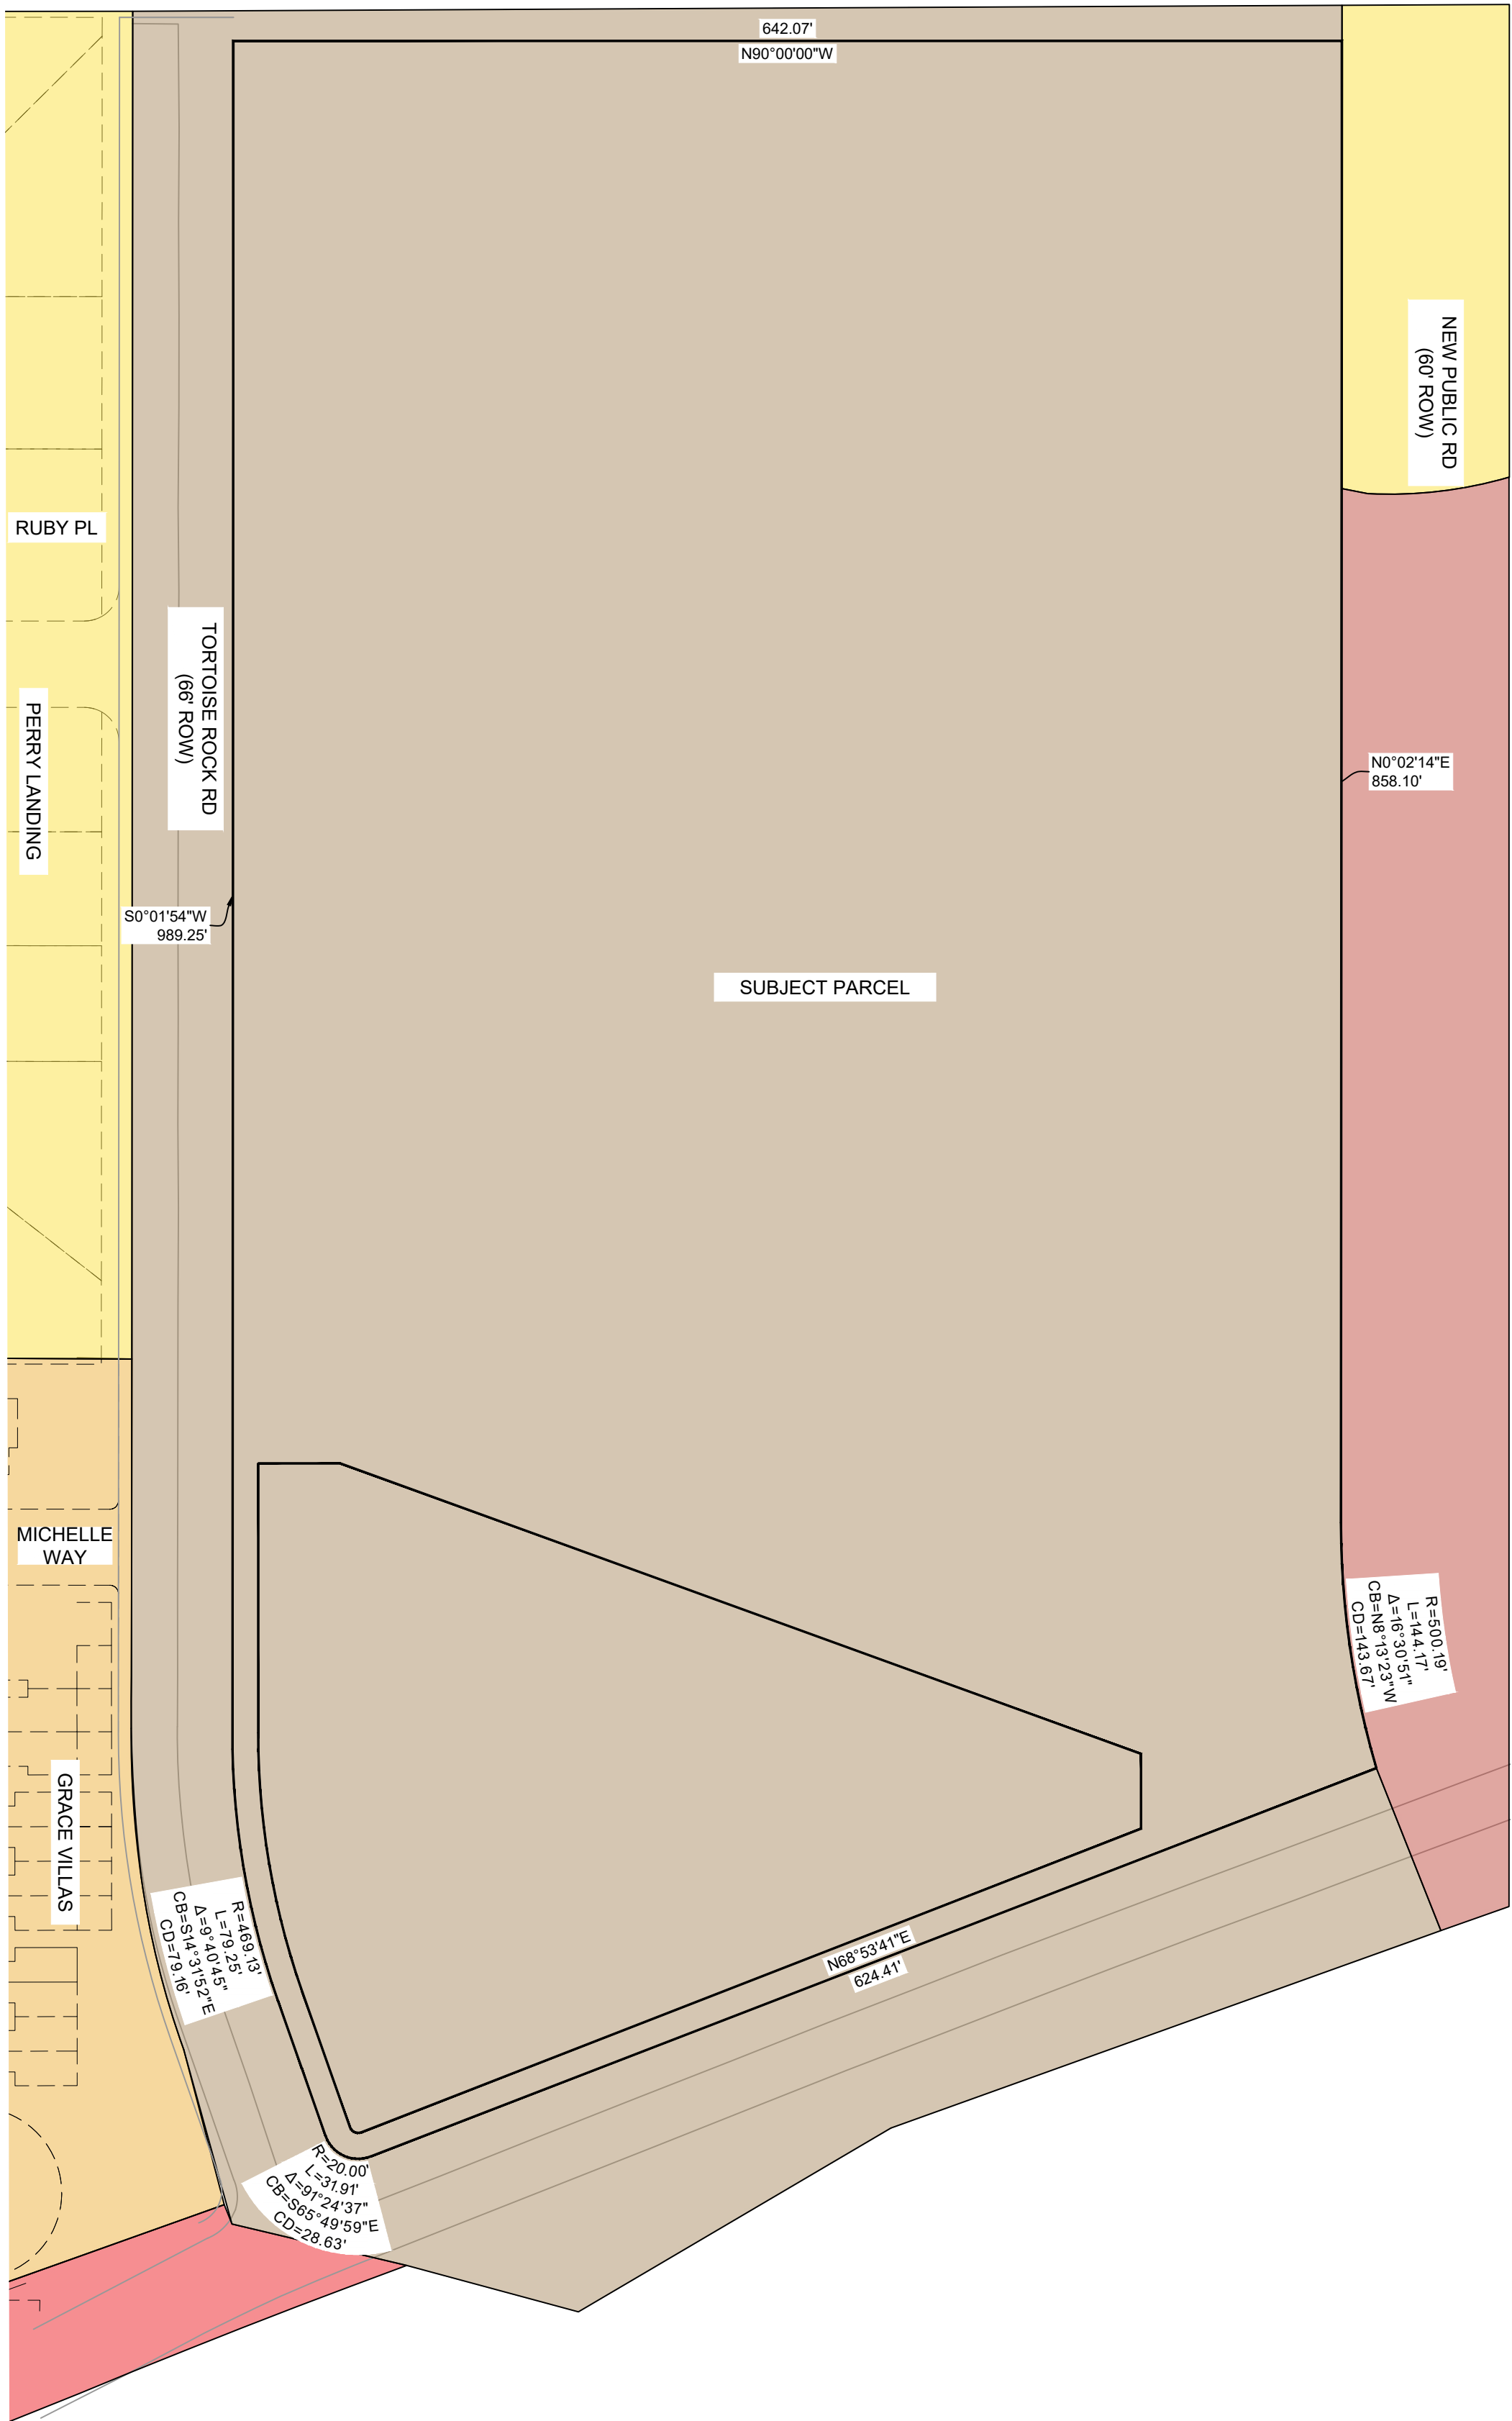 642.07'
N90°00'00"W
NEW PUBLIC RD
(60' ROW)
RUBY PL
TORTOISE ROCK RD
(66' ROW)
PERRY LANDING
N0°02'14"E
858.10'
S0°01'54"W
989.25'
SUBJECT PARCEL
MICHELLE
WAY
R=500.19'
L=144.17'
Δ=16°30'51"
CB=N8°13'23"W
CD=143.67'
GRACE VILLAS
R=469.13'
L=79.25'
Δ=9°40'45"
CB=S14°31'52"E
CD=79.16'
N68°53'41"E
624.41'
R=20.00'
L=31.91'
Δ=91°24'37"
CB=S65°49'59"E
CD=28.63'